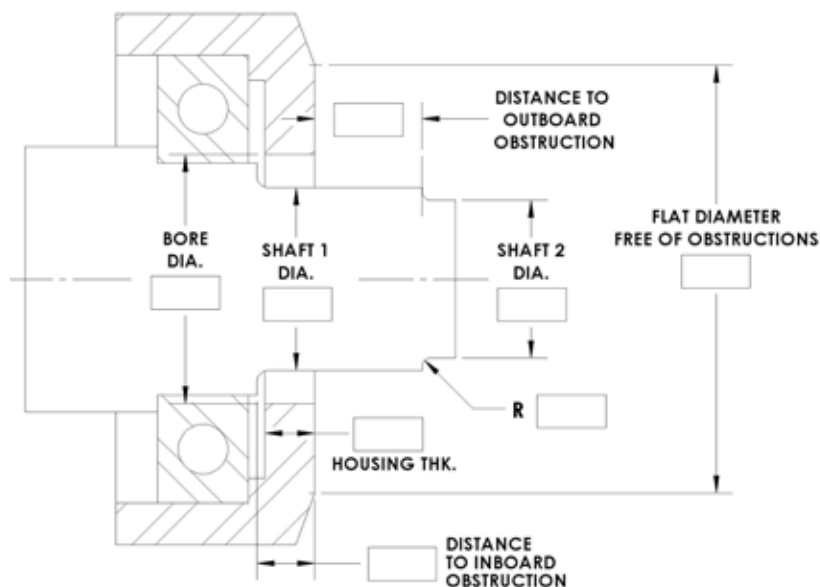 DISTANCE TO
OUTBOARD
OBSTRUCTION
FLAT DIAMETER
FREE OF OBSTRUCTIONS
BORE
DIA.
SHAFT 1
DIA.
SHAFT 2
DIA.
R
HOUSING THK.
DISTANCE
TO INBOARD
OBSTRUCTION